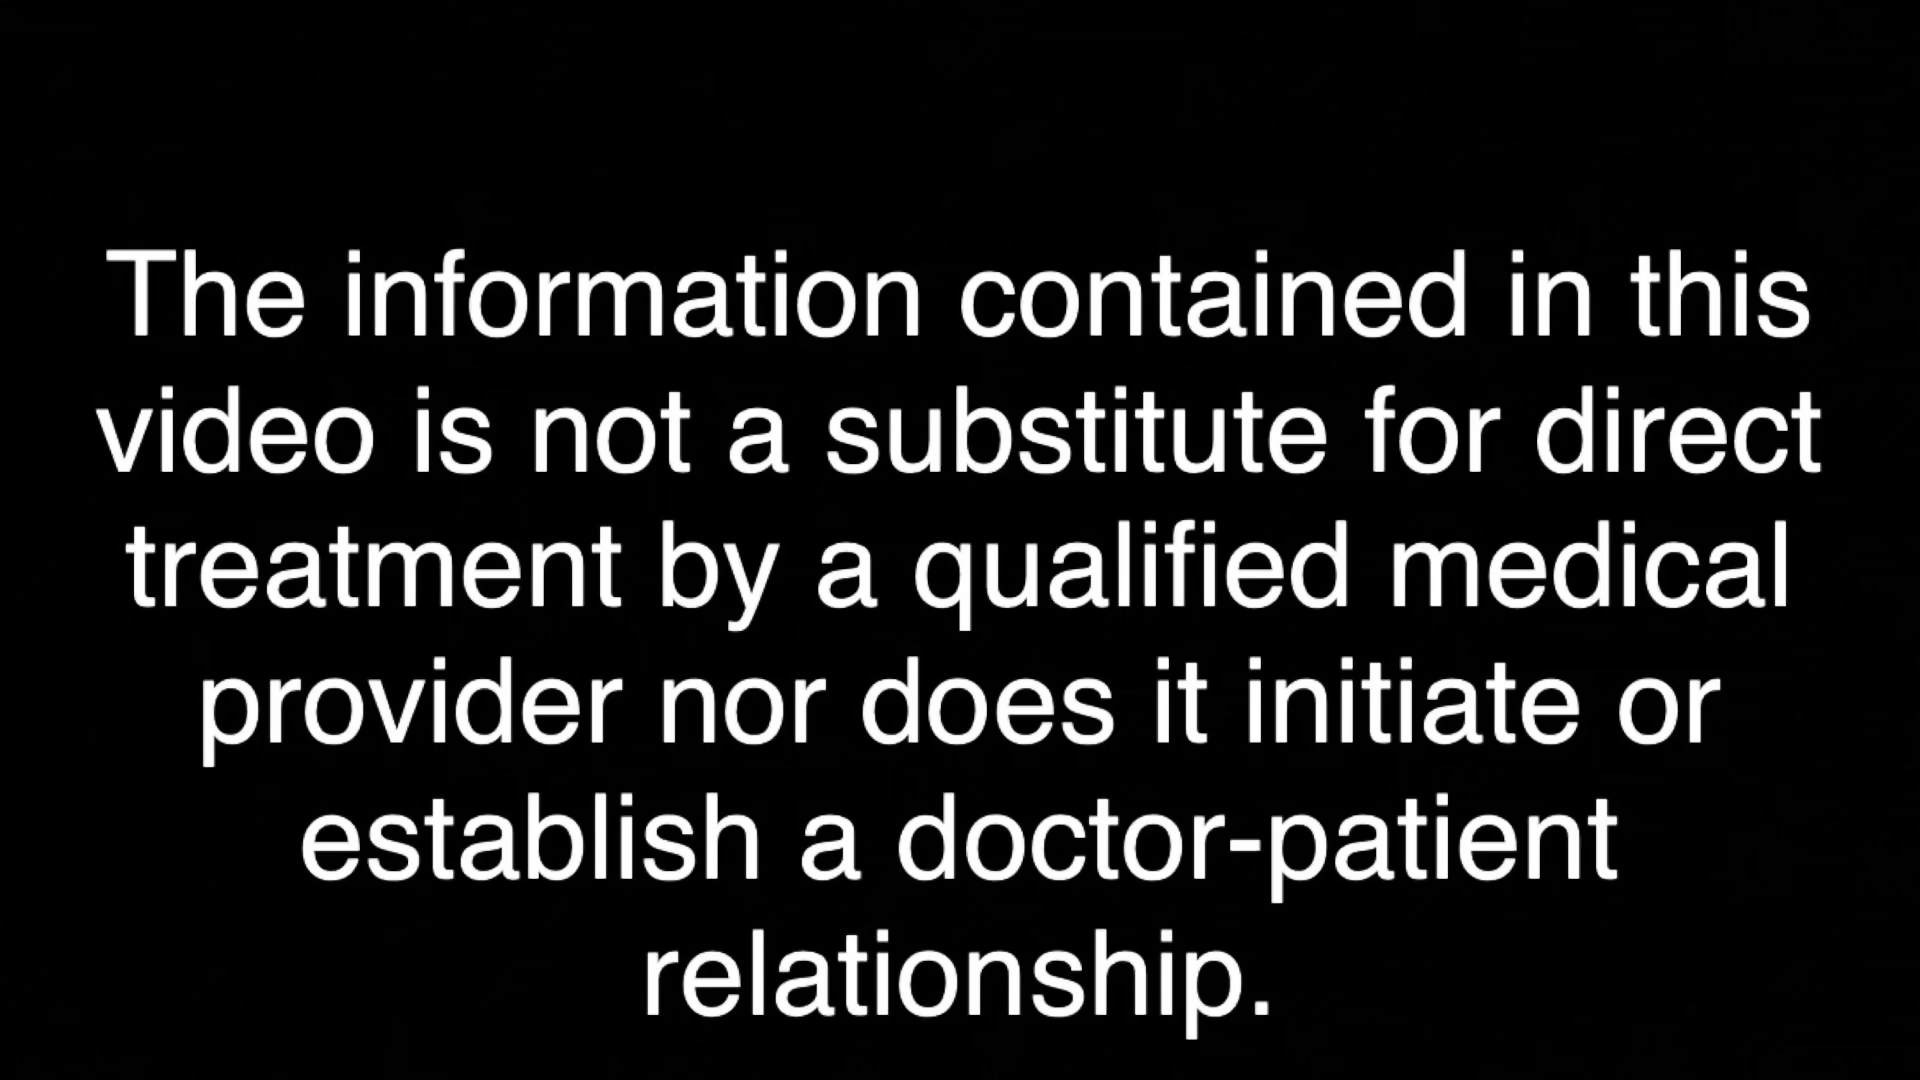 The information contained in this
video is not a substitute for direct
treatment by a qualified medical
provider nor does it initiate or
establish a doctor-patient
relationship.